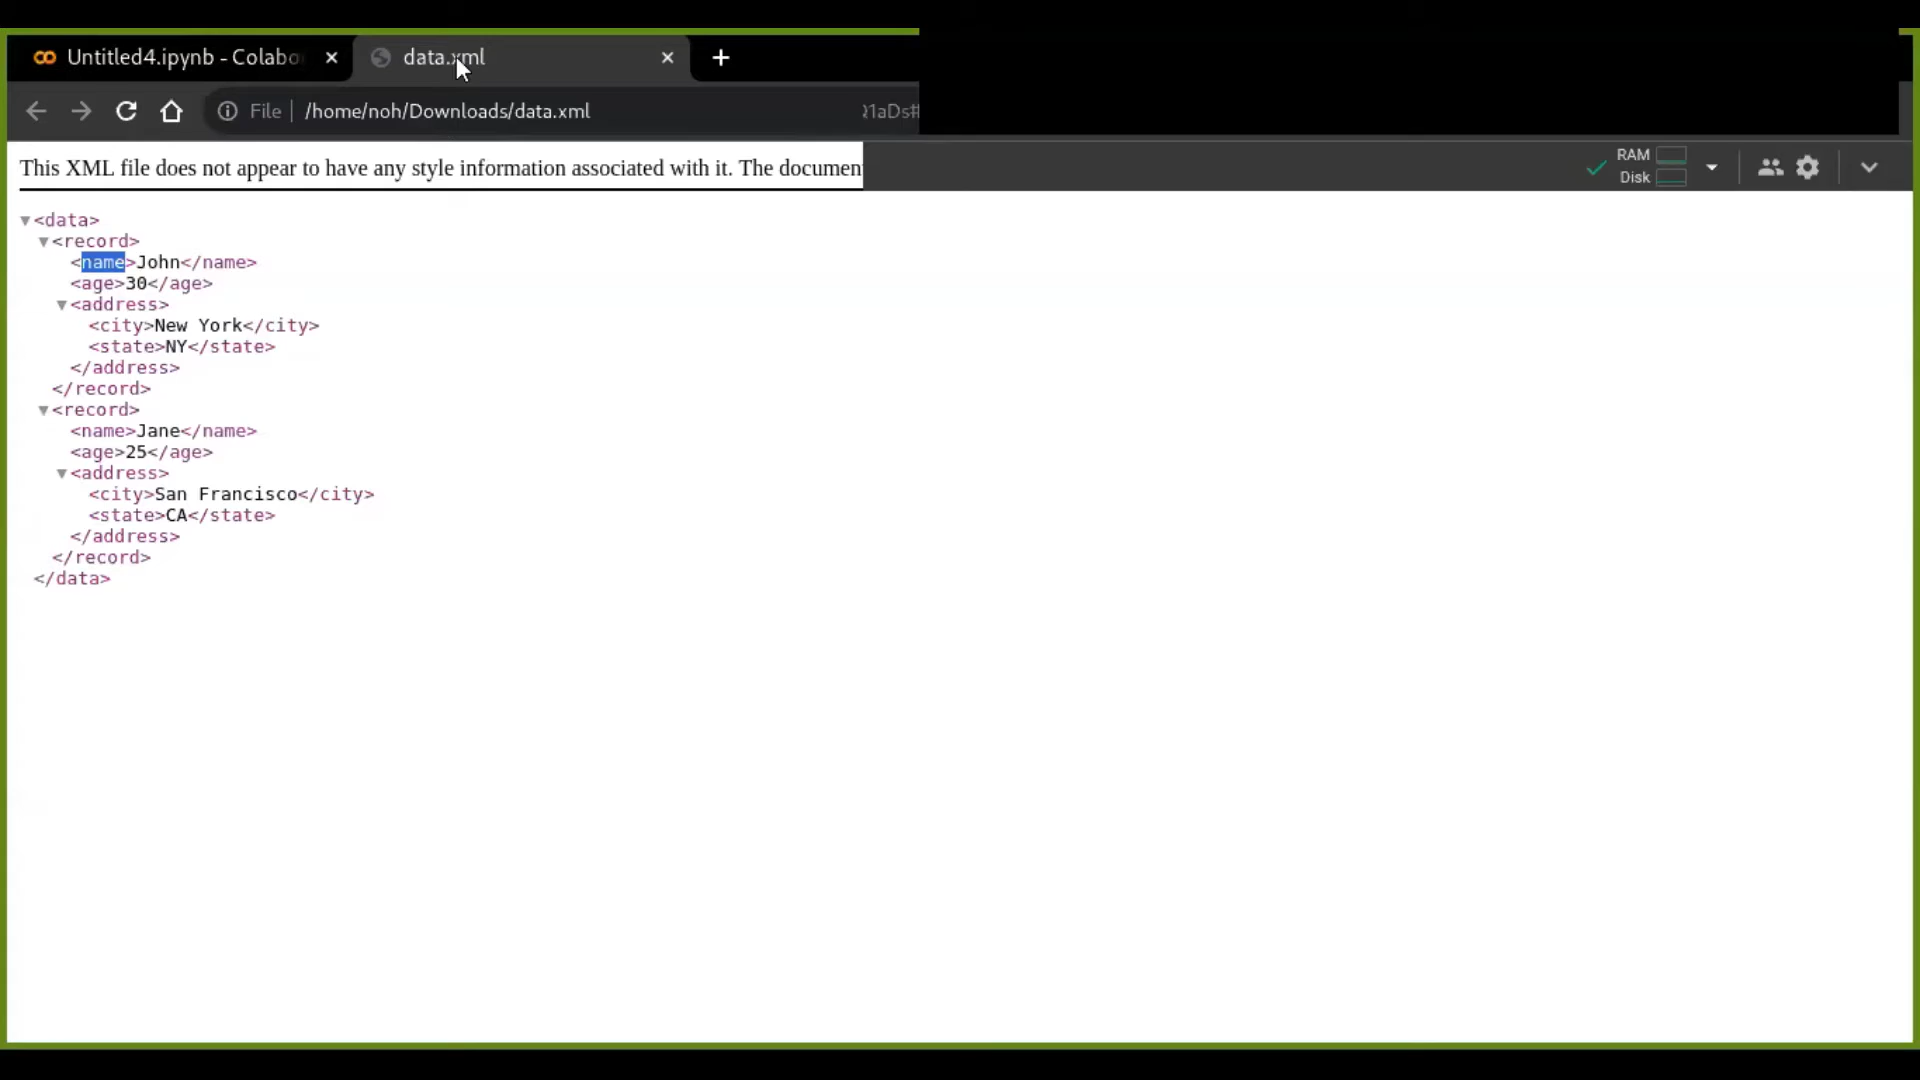 Untitled4.ipynb - Colabo
data.xml
File
/home/noh/Downloads/data.xml
RAM
Disk
This XML file does not appear to have any style information associated with it. The documen
<data>
<record>
<name>John</name>
<age>30</age>
<address>
<city>New York</city>
<state>NY</state>
</address>
</record>
<record>
<name>Jane</name>
<age>25</age>
<address>
<city>San Francisco</city>
<state>CA</state>
</address>
</record>
</data>